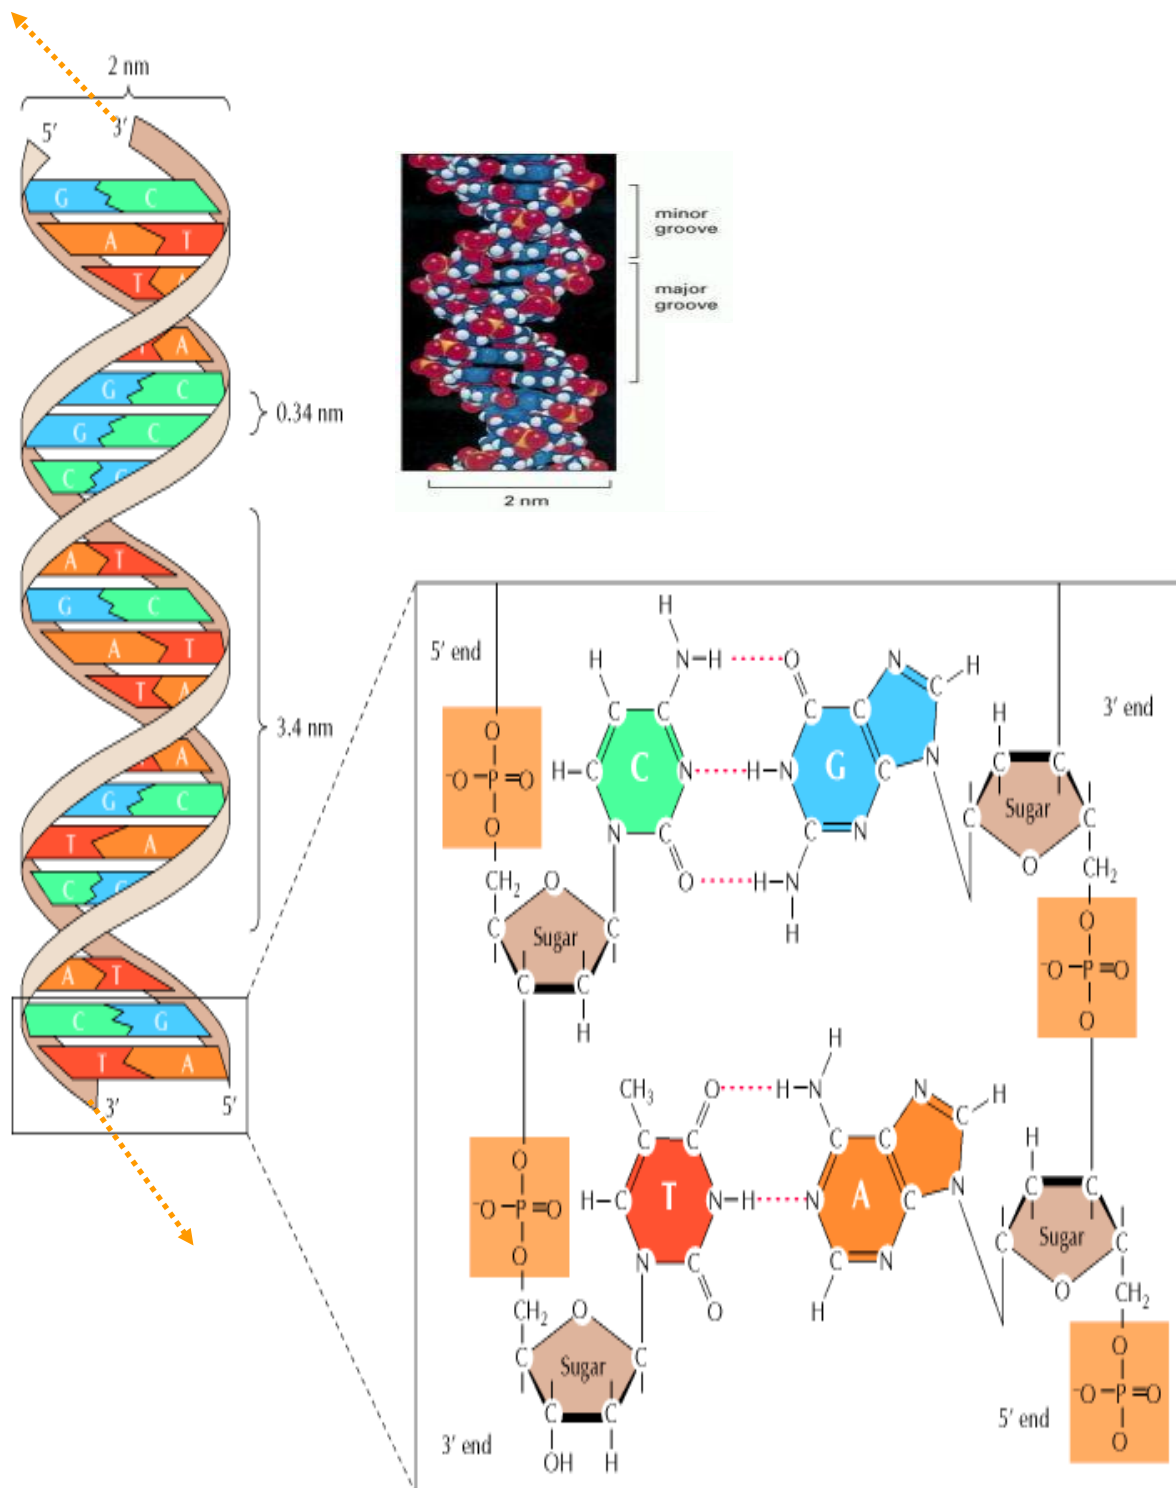 2 nm
5′
3′
G C
A T
T A
T A
G C
0.34 nm
G C
C G
A T
G C
A T
T A
3.4 nm
A
G C
T A
C G
A T
C G
T A
3′
5′
minor
groove
major
groove
2 nm
5′ end
3′ end
H
H N–H O N C H
C C C C H
H–C C N H–N G C N C C
N C C N C Sugar C
O H–N O
H
O
⁻O–P=O
O
CH₂ O
C Sugar C
C C
H
CH₂
O
⁻O–P=O
O
H
CH₃ O H–N N C H
C C C C H
H–C T N–H N A C N C C
N C C N C Sugar C
O H O
O
⁻O–P=O
O
CH₂ O
C Sugar C
C C
OH H
CH₂
O
⁻O–P=O
O
3′ end
5′ end